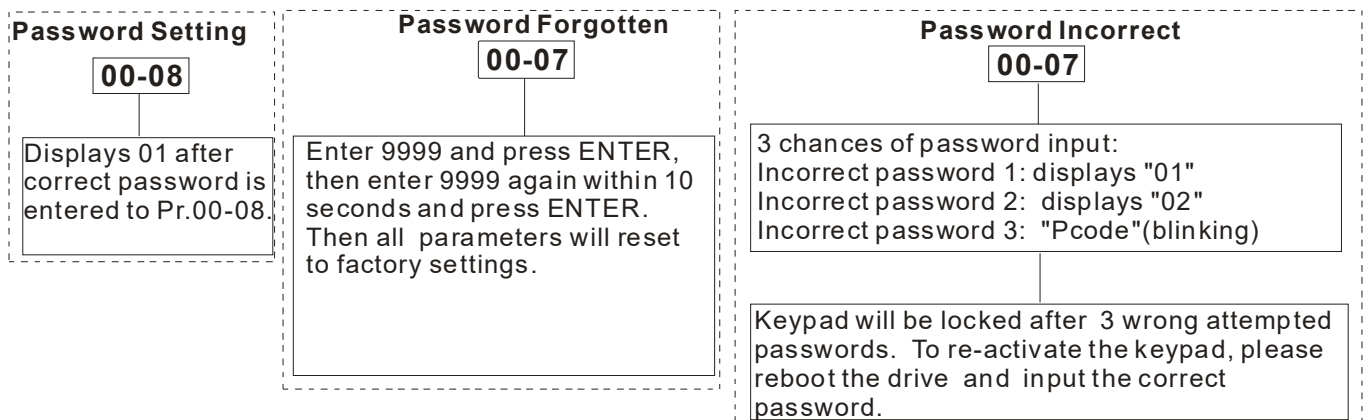 Password Setting
00-08
Displays 01 after
correct password is
entered to Pr.00-08.
Password Forgotten
00-07
Enter 9999 and press ENTER,
then enter 9999 again within 10
seconds and press ENTER.
Then all parameters will reset
to factory settings.
Password Incorrect
00-07
3 chances of password input:
Incorrect password 1: displays "01"
Incorrect password 2: displays "02"
Incorrect password 3: "Pcode"(blinking)
Keypad will be locked after 3 wrong attempted
passwords. To re-activate the keypad, please
reboot the drive and input the correct
password.